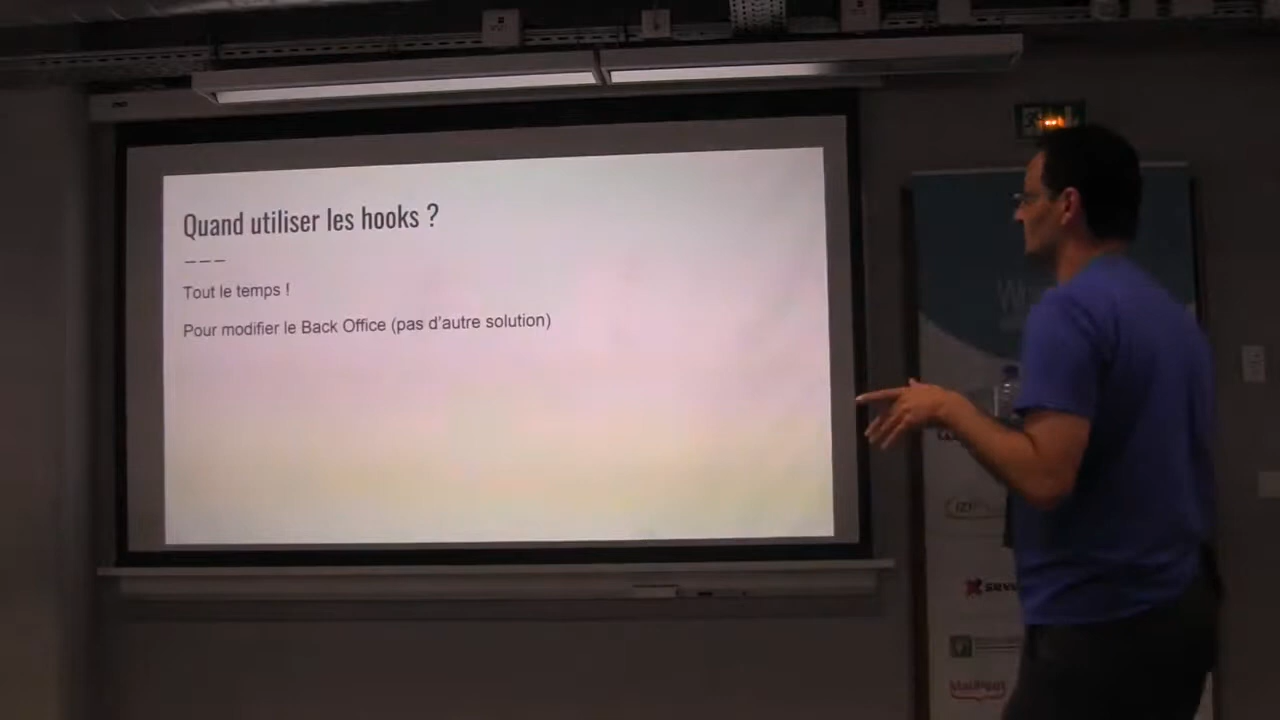 Quand utiliser les hooks ?
Tout le temps !
Pour modifier le Back Office (pas d'autre solution)